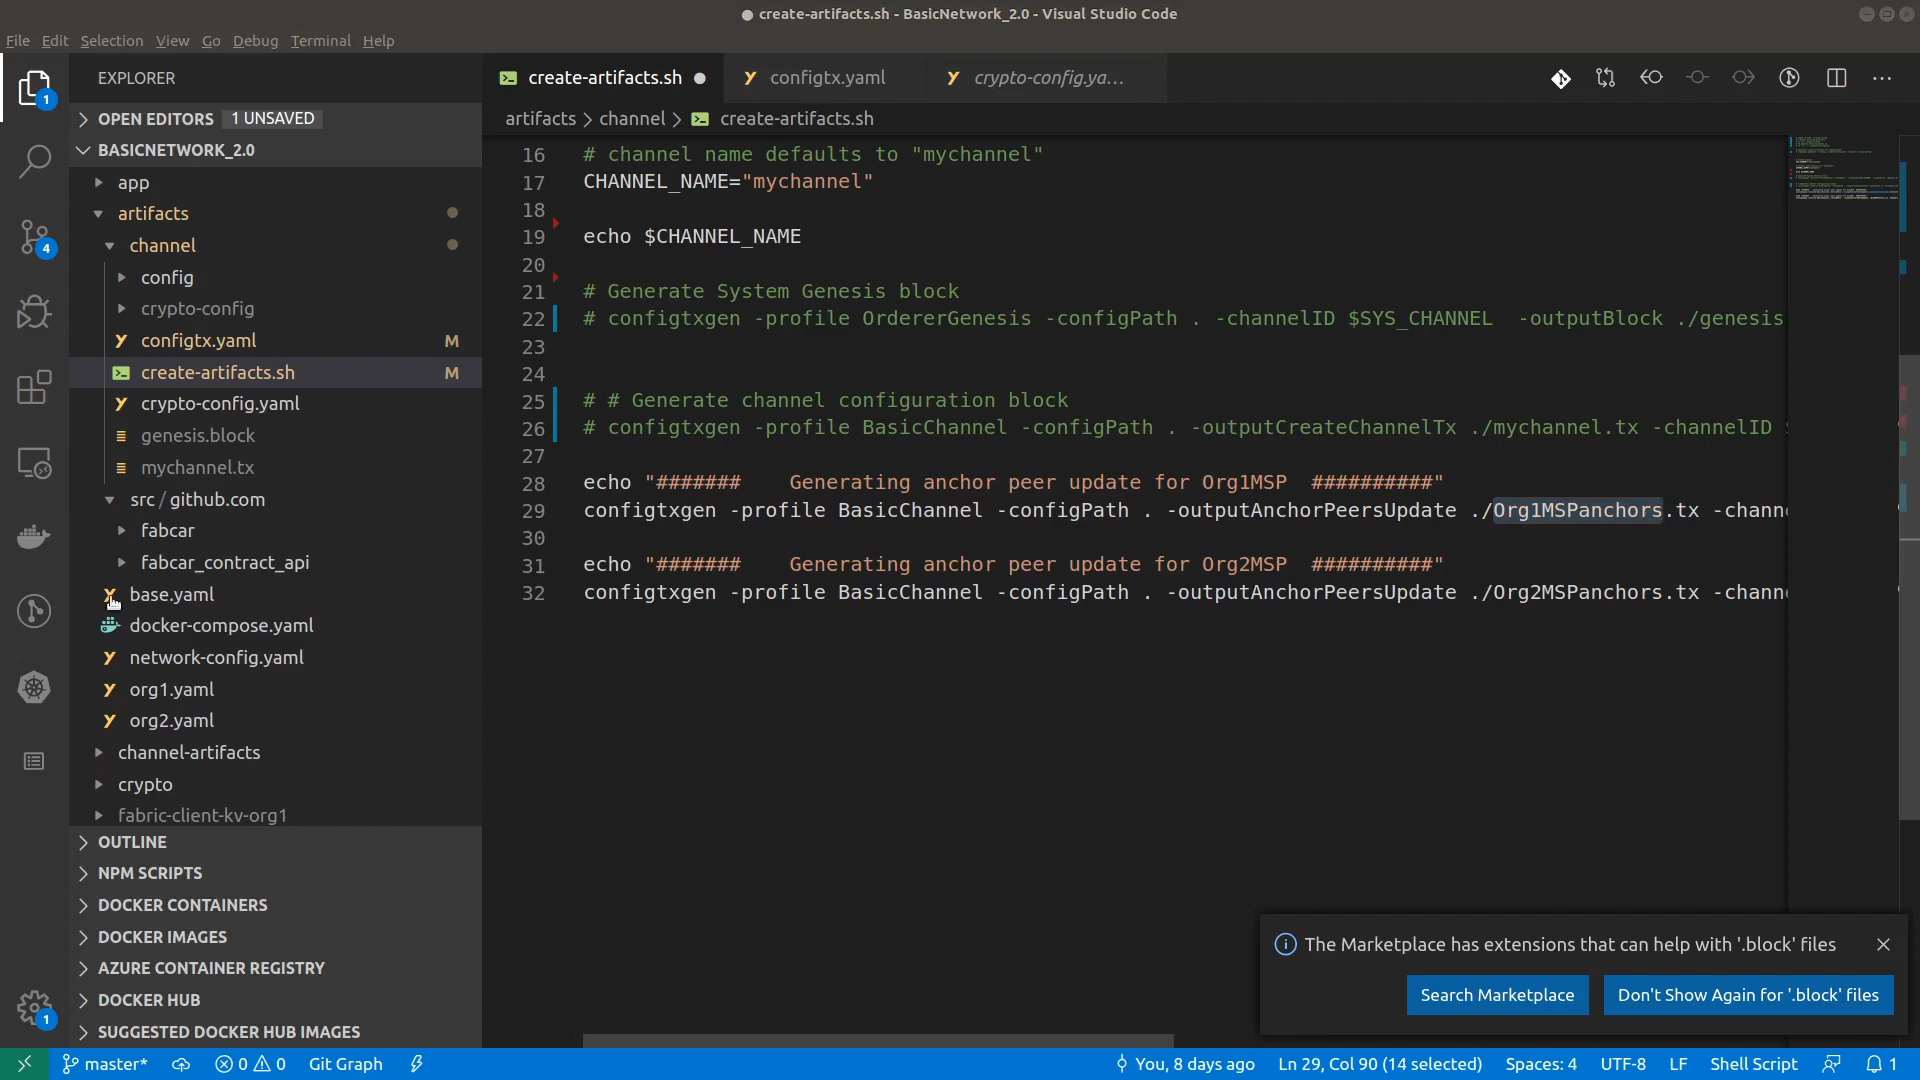 create-artifacts.sh - BasicNetwork_2.0 - Visual Studio Code
File Edit Selection View Go Debug Terminal Help
EXPLORER
create-artifacts.sh
configtx.yaml
crypto-config.ya...
1
OPEN EDITORS 1 UNSAVED
artifacts channel create-artifacts.sh
BASICNETWORK_2.0
app
artifacts
channel
config
crypto-config
configtx.yaml M
create-artifacts.sh M
crypto-config.yaml
genesis.block
mychannel.tx
src / github.com
fabcar
fabcar_contract_api
base.yaml
docker-compose.yaml
network-config.yaml
org1.yaml
org2.yaml
channel-artifacts
crypto
fabric-client-kv-org1
4
OUTLINE
NPM SCRIPTS
DOCKER CONTAINERS
DOCKER IMAGES
AZURE CONTAINER REGISTRY
DOCKER HUB
SUGGESTED DOCKER HUB IMAGES
1
16 # channel name defaults to "mychannel"
17 CHANNEL_NAME="mychannel"
18
19 echo $CHANNEL_NAME
20
21 # Generate System Genesis block
22 # configtxgen -profile OrdererGenesis -configPath . -channelID $SYS_CHANNEL  -outputBlock ./genesis
23
24
25 # # Generate channel configuration block
26 # configtxgen -profile BasicChannel -configPath . -outputCreateChannelTx ./mychannel.tx -channelID
27
28 echo "#######    Generating anchor peer update for Org1MSP  ##########"
29 configtxgen -profile BasicChannel -configPath . -outputAnchorPeersUpdate ./Org1MSPanchors.tx -chann
30
31 echo "#######    Generating anchor peer update for Org2MSP  ##########"
32 configtxgen -profile BasicChannel -configPath . -outputAnchorPeersUpdate ./Org2MSPanchors.tx -chann
The Marketplace has extensions that can help with '.block' files
Search Marketplace
Don't Show Again for '.block' files
master* 0 0 Git Graph You, 8 days ago Ln 29, Col 90 (14 selected) Spaces: 4 UTF-8 LF Shell Script 1